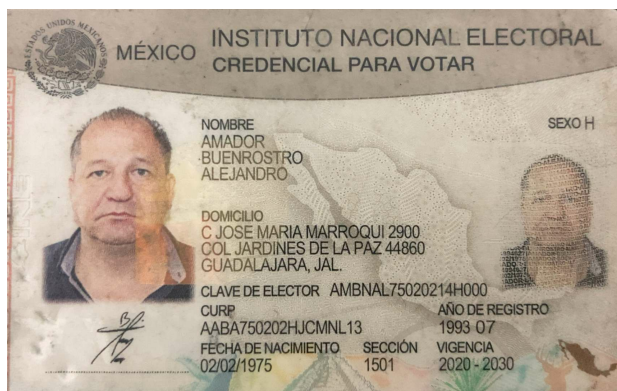 ESTADOS UNIDOS MEXICANOS
MÉXICO
INSTITUTO NACIONAL ELECTORAL
CREDENCIAL PARA VOTAR
NOMBRE
SEXO H
AMADOR
BUENROSTRO
ALEJANDRO
DOMICILIO
C JOSE MARIA MARROQUI 2900
COL JARDINES DE LA PAZ 44860
GUADALAJARA, JAL.
CLAVE DE ELECTOR AMBNAL75020214H000
CURP AÑO DE REGISTRO
AABA750202HJCMNL13 1993 07
FECHA DE NACIMIENTO SECCIÓN VIGENCIA
02/02/1975 1501 2020 - 2030